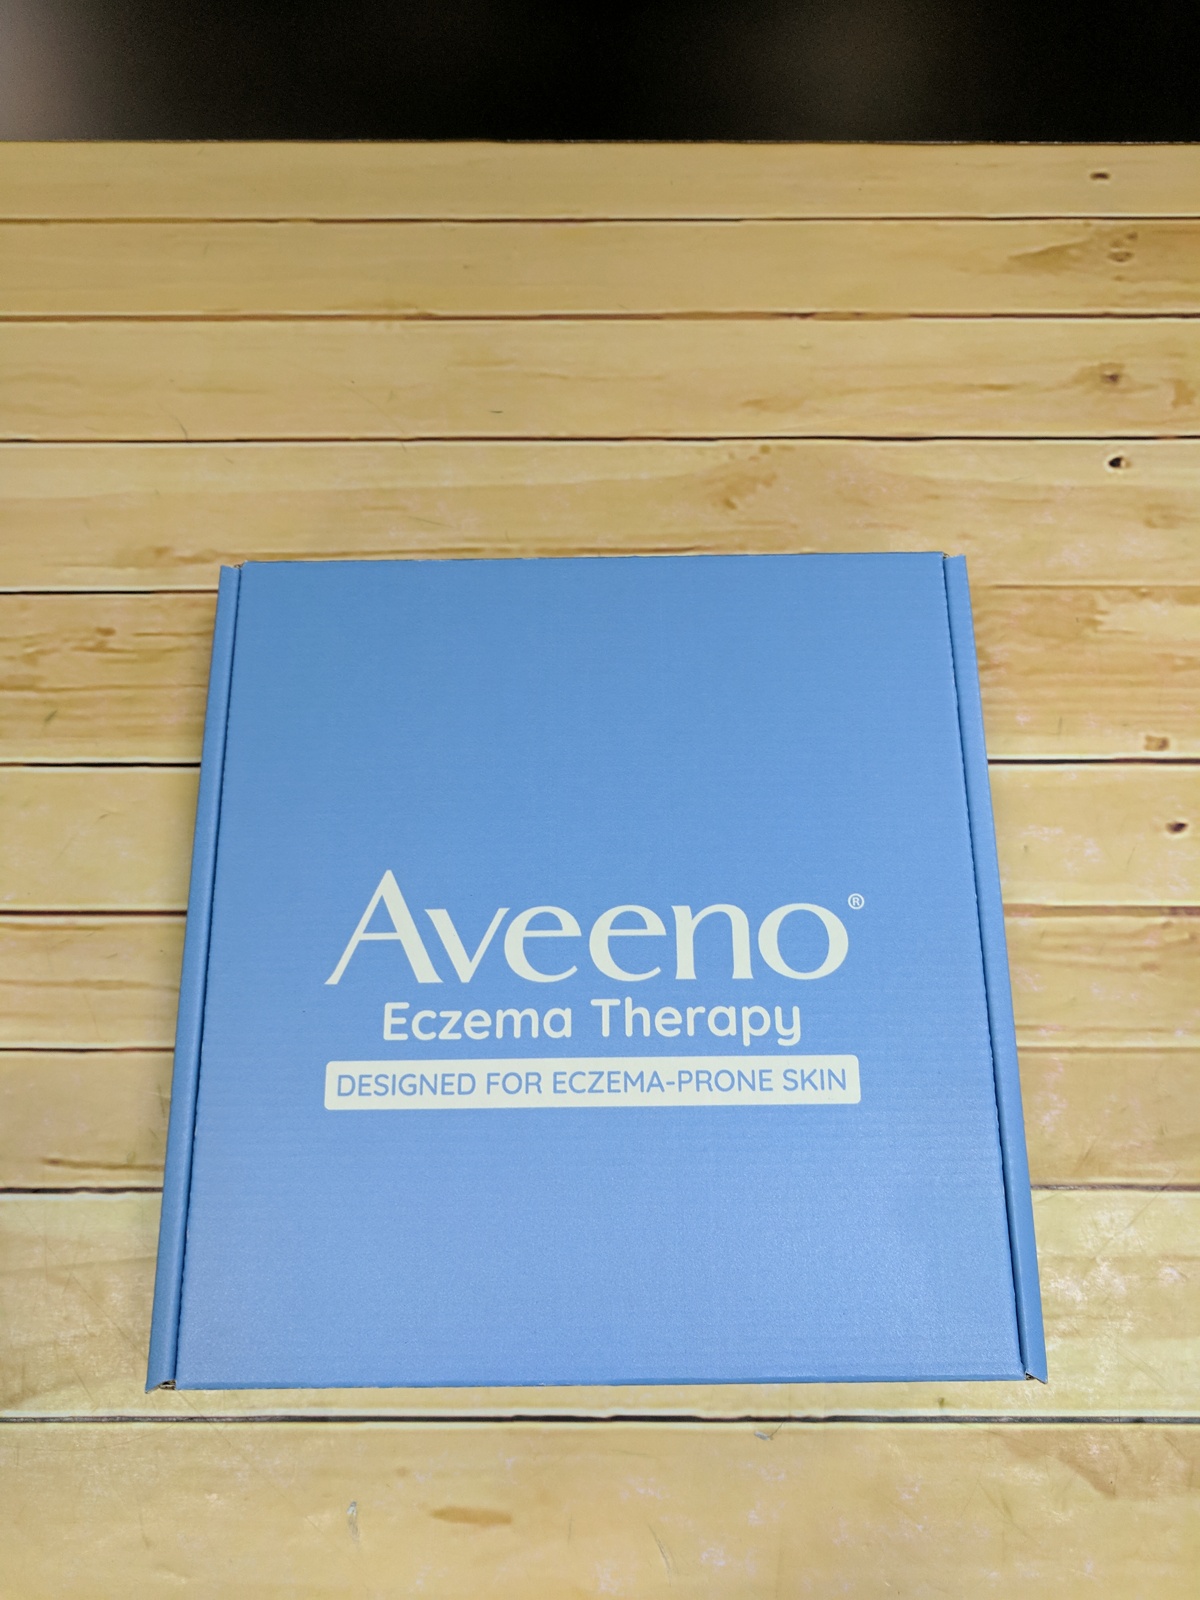 Aveeno®
Eczema Therapy
DESIGNED FOR ECZEMA-PRONE SKIN